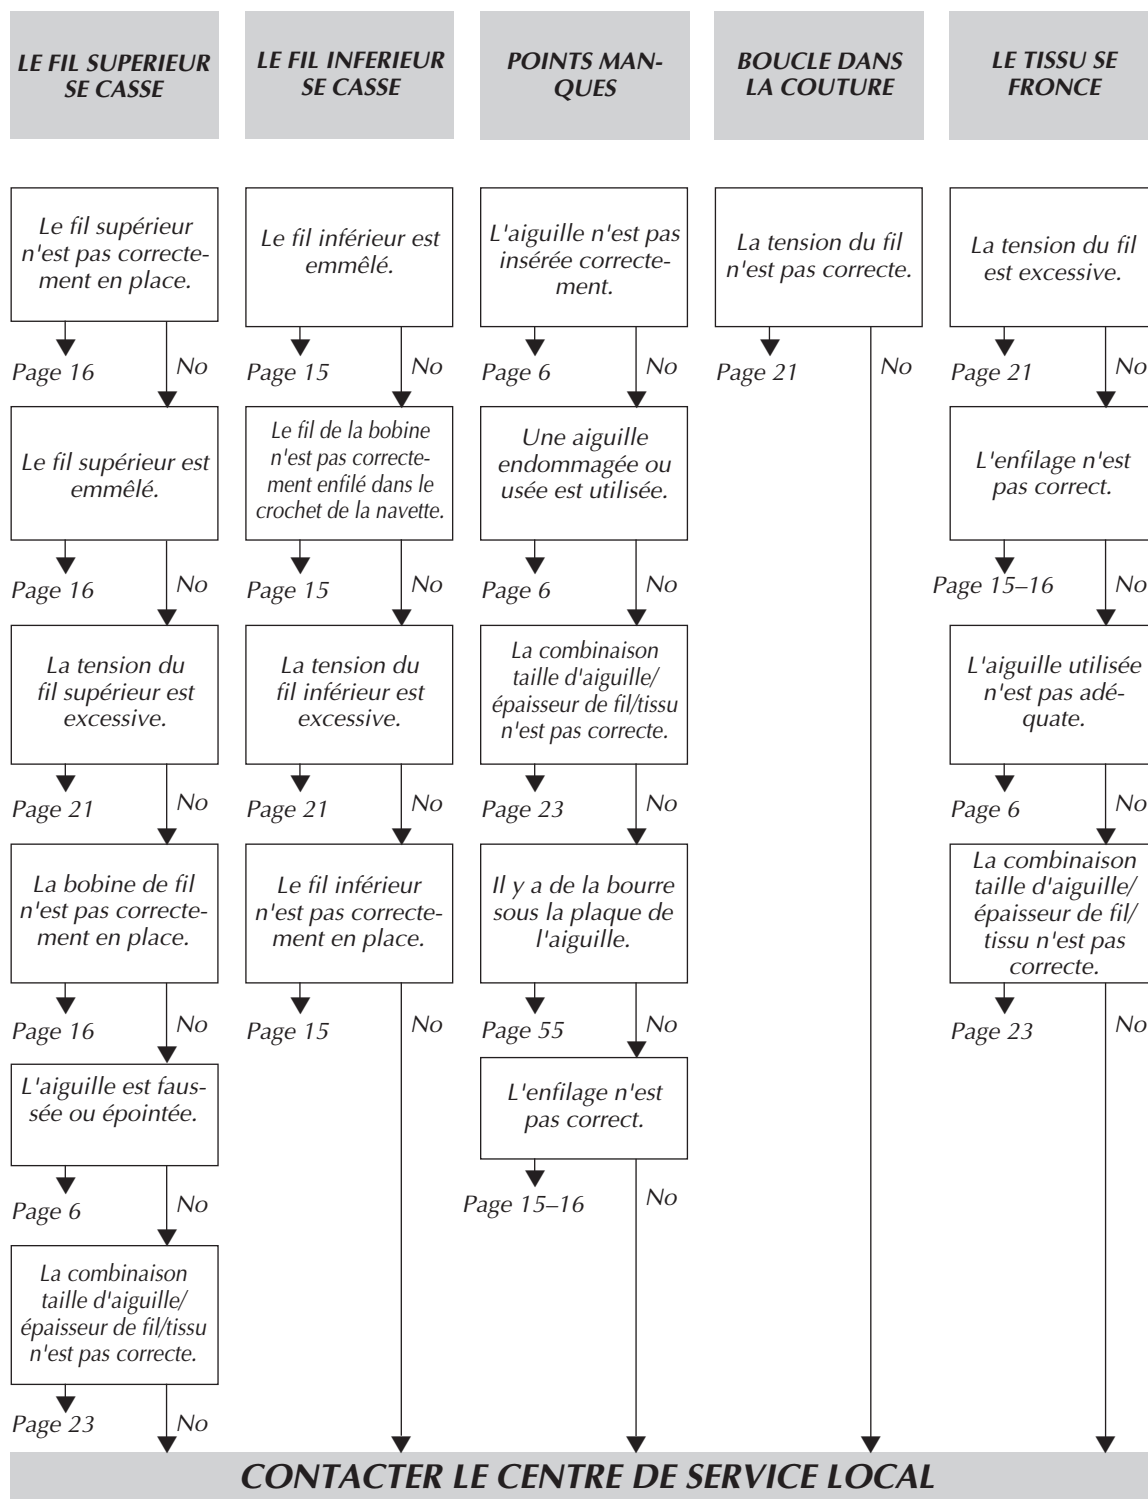 LE FIL SUPERIEUR
SE CASSE
Le fil supérieur
n'est pas correcte-
ment en place.
Page 16
No
Le fil supérieur est
emmêlé.
Page 16
No
La tension du
fil supérieur est
excessive.
Page 21
No
La bobine de fil
n'est pas correcte-
ment en place.
Page 16
No
L'aiguille est faus-
sée ou épointée.
Page 6
No
La combinaison
taille d'aiguille/
épaisseur de fil/tissu
n'est pas correcte.
Page 23
No
LE FIL INFERIEUR
SE CASSE
Le fil inférieur est
emmêlé.
Page 15
No
Le fil de la bobine
n'est pas correcte-
ment enfilé dans le
crochet de la navette.
Page 15
No
La tension du
fil inférieur est
excessive.
Page 21
No
Le fil inférieur
n'est pas correcte-
ment en place.
Page 15
No
POINTS MAN-
QUES
L'aiguille n'est pas
insérée correcte-
ment.
Page 6
No
Une aiguille
endommagée ou
usée est utilisée.
Page 6
No
La combinaison
taille d'aiguille/
épaisseur de fil/tissu
n'est pas correcte.
Page 23
No
Il y a de la bourre
sous la plaque de
l'aiguille.
Page 55
No
L'enfilage n'est
pas correct.
Page 15–16
No
BOUCLE DANS
LA COUTURE
La tension du fil
n'est pas correcte.
Page 21
No
LE TISSU SE
FRONCE
La tension du fil
est excessive.
Page 21
No
L'enfilage n'est
pas correct.
Page 15–16
No
L'aiguille utilisée
n'est pas adé-
quate.
Page 6
No
La combinaison
taille d'aiguille/
épaisseur de fil/
tissu n'est pas
correcte.
Page 23
No
CONTACTER LE CENTRE DE SERVICE LOCAL